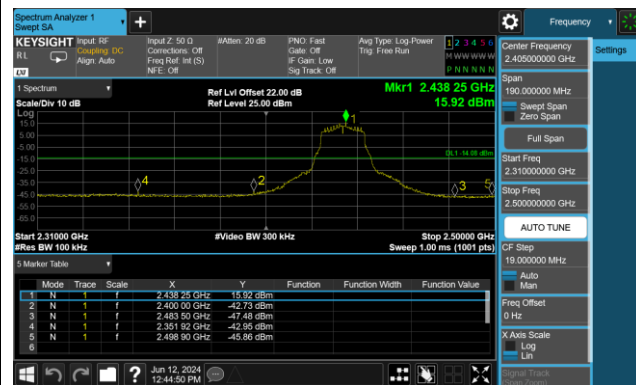 Spectrum Analyzer 1
Swept SA
Frequency
KEYSIGHT Input: RF Input Z: 50 Ω #Atten: 20 dB PNO: Fast Avg Type: Log-Power 1 2 3 4 5 6
RL Coupling: DC Corrections: Off Gate: Off Trig: Free Run M W W W W W
Align: Auto Freq Ref: Int (S) IF Gain: Low P N N N N N
LXI NFE: Off Sig Track: Off
Center Frequency
2.405000000 GHz
Settings
Span
190.000000 MHz
Swept Span
Zero Span
Full Span
Start Freq
2.310000000 GHz
Stop Freq
2.500000000 GHz
AUTO TUNE
CF Step
19.000000 MHz
Auto
Man
Freq Offset
0 Hz
X Axis Scale
Log
Lin
Signal Track
(Span Zoom)
1 Spectrum
Ref Lvl Offset 22.00 dB Mkr1 2.438 25 GHz
Scale/Div 10 dB Ref Level 25.00 dBm 15.92 dBm
Log
15.0
5.00
-5.00
-15.0
-25.0
-35.0
-45.0
-55.0
-65.0
1
DL1 -14.08 dBm
4 2 3 5
Start 2.31000 GHz #Video BW 300 kHz Stop 2.50000 GHz
#Res BW 100 kHz Sweep 1.00 ms (1001 pts)
5 Marker Table
Mode Trace Scale X Y Function Function Width Function Value
1 N 1 f 2.438 25 GHz 15.92 dBm
2 N 1 f 2.400 00 GHz -42.73 dBm
3 N 1 f 2.483 50 GHz -47.48 dBm
4 N 1 f 2.351 92 GHz -42.95 dBm
5 N 1 f 2.498 90 GHz -45.86 dBm
6
? Jun 12, 2024
12:44:50 PM